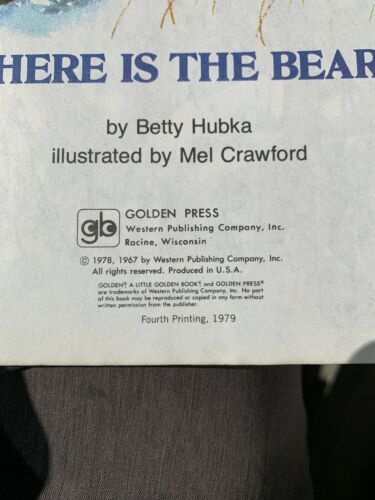 HERE IS THE BEAR
by Betty Hubka
illustrated by Mel Crawford
gb
GOLDEN PRESS
Western Publishing Company, Inc.
Racine, Wisconsin
© 1978, 1967 by Western Publishing Company, Inc.
All rights reserved. Produced in U.S.A.
GOLDEN®, A LITTLE GOLDEN BOOK®, and GOLDEN PRESS®
are trademarks of Western Publishing Company, Inc. No part
of this book may be reproduced or copied in any form without
written permission from the publisher.
Fourth Printing, 1979